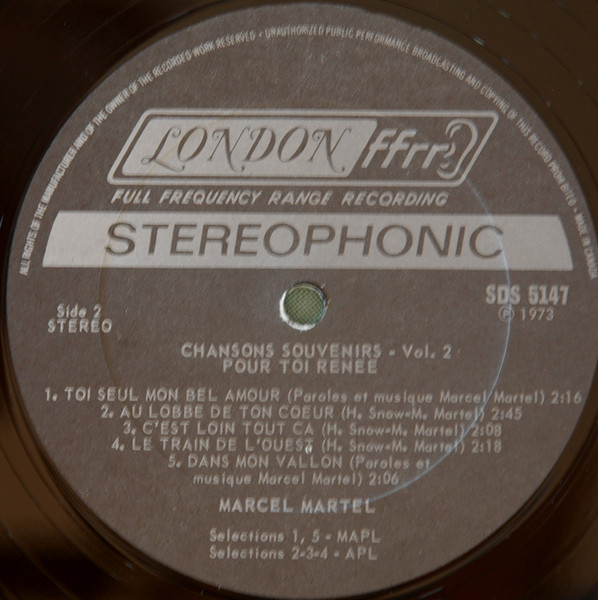 ALL RIGHTS OF THE MANUFACTURER AND OF THE OWNER OF THE RECORDED WORK RESERVED • UNAUTHORIZED PUBLIC PERFORMANCE BROADCASTING AND COPYING OF THIS RECORD PROHIBITED • MADE IN CANADA
LONDON ffrr
FULL FREQUENCY RANGE RECORDING
STEREOPHONIC
Side 2
STEREO
SDS 5147
℗ 1973
CHANSONS SOUVENIRS - Vol. 2
POUR TOI RENEE
1. TOI SEUL MON BEL AMOUR (Paroles et musique Marcel Martel) 2:16
2. AU LOBBE DE TON COEUR (H. Snow-M. Martel) 2:45
3. C'EST LOIN TOUT CA (H. Snow-M. Martel) 2:08
4. LE TRAIN DE L'OUEST (H. Snow-M. Martel) 2:18
5. DANS MON VALLON (Paroles et
musique Marcel Martel) 2:06
MARCEL MARTEL
Selections 1, 5 - MAPL
Selections 2-3-4 - APL